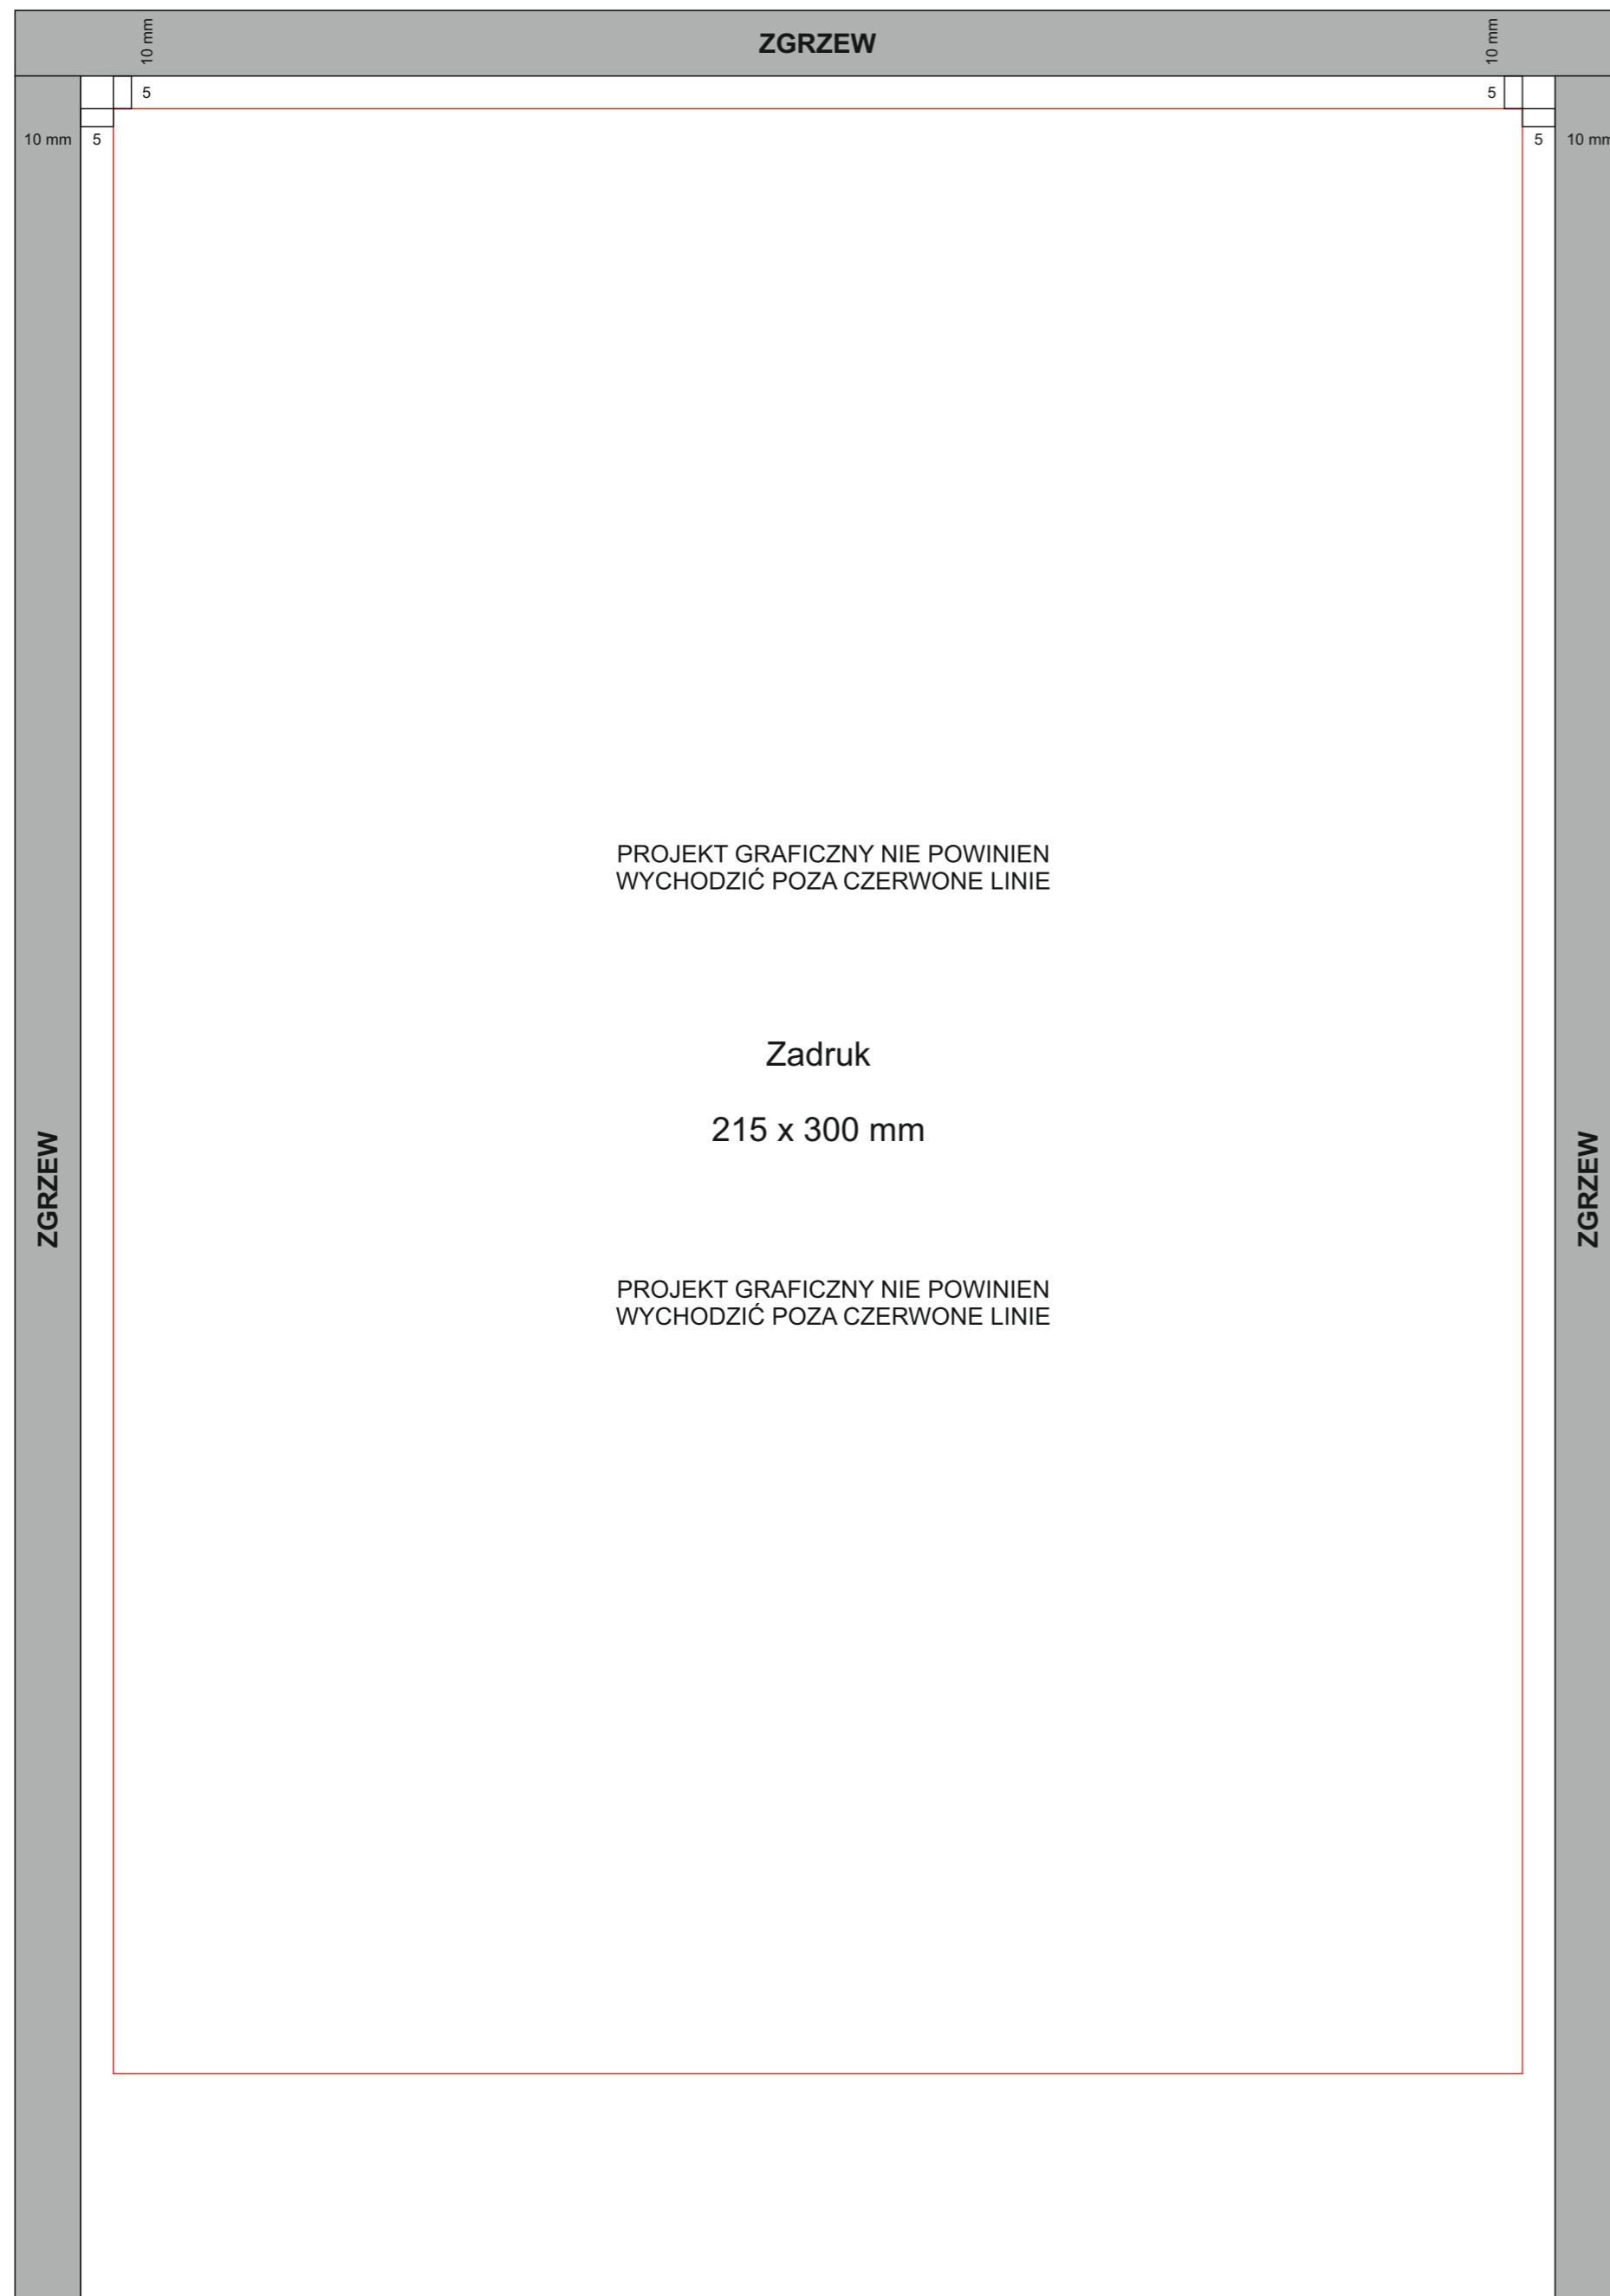 10 mm
ZGRZEW
10 mm
5
5
10 mm
5
5
10 mm
PROJEKT GRAFICZNY NIE POWINIEN
WYCHODZIĆ POZA CZERWONE LINIE
Zadruk
215 x 300 mm
ZGRZEW
ZGRZEW
PROJEKT GRAFICZNY NIE POWINIEN
WYCHODZIĆ POZA CZERWONE LINIE